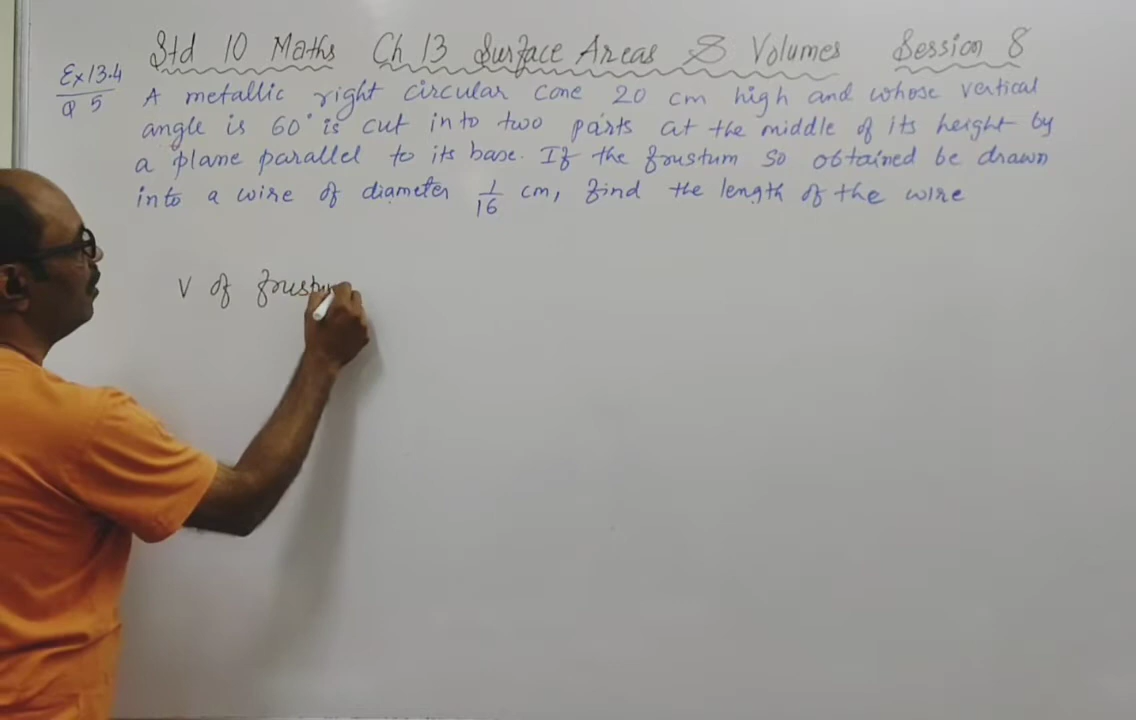 Std 10 Maths Ch 13 Surface Areas & Volumes Session 8
Ex 13.4
Q 5
A metallic right circular cone 20 cm high and whose vertical
angle is 60° is cut into two parts at the middle of its height by
a plane parallel to its base. If the frustum so obtained be drawn
into a wire of diameter 1/16 cm, find the length of the wire
V of frustu